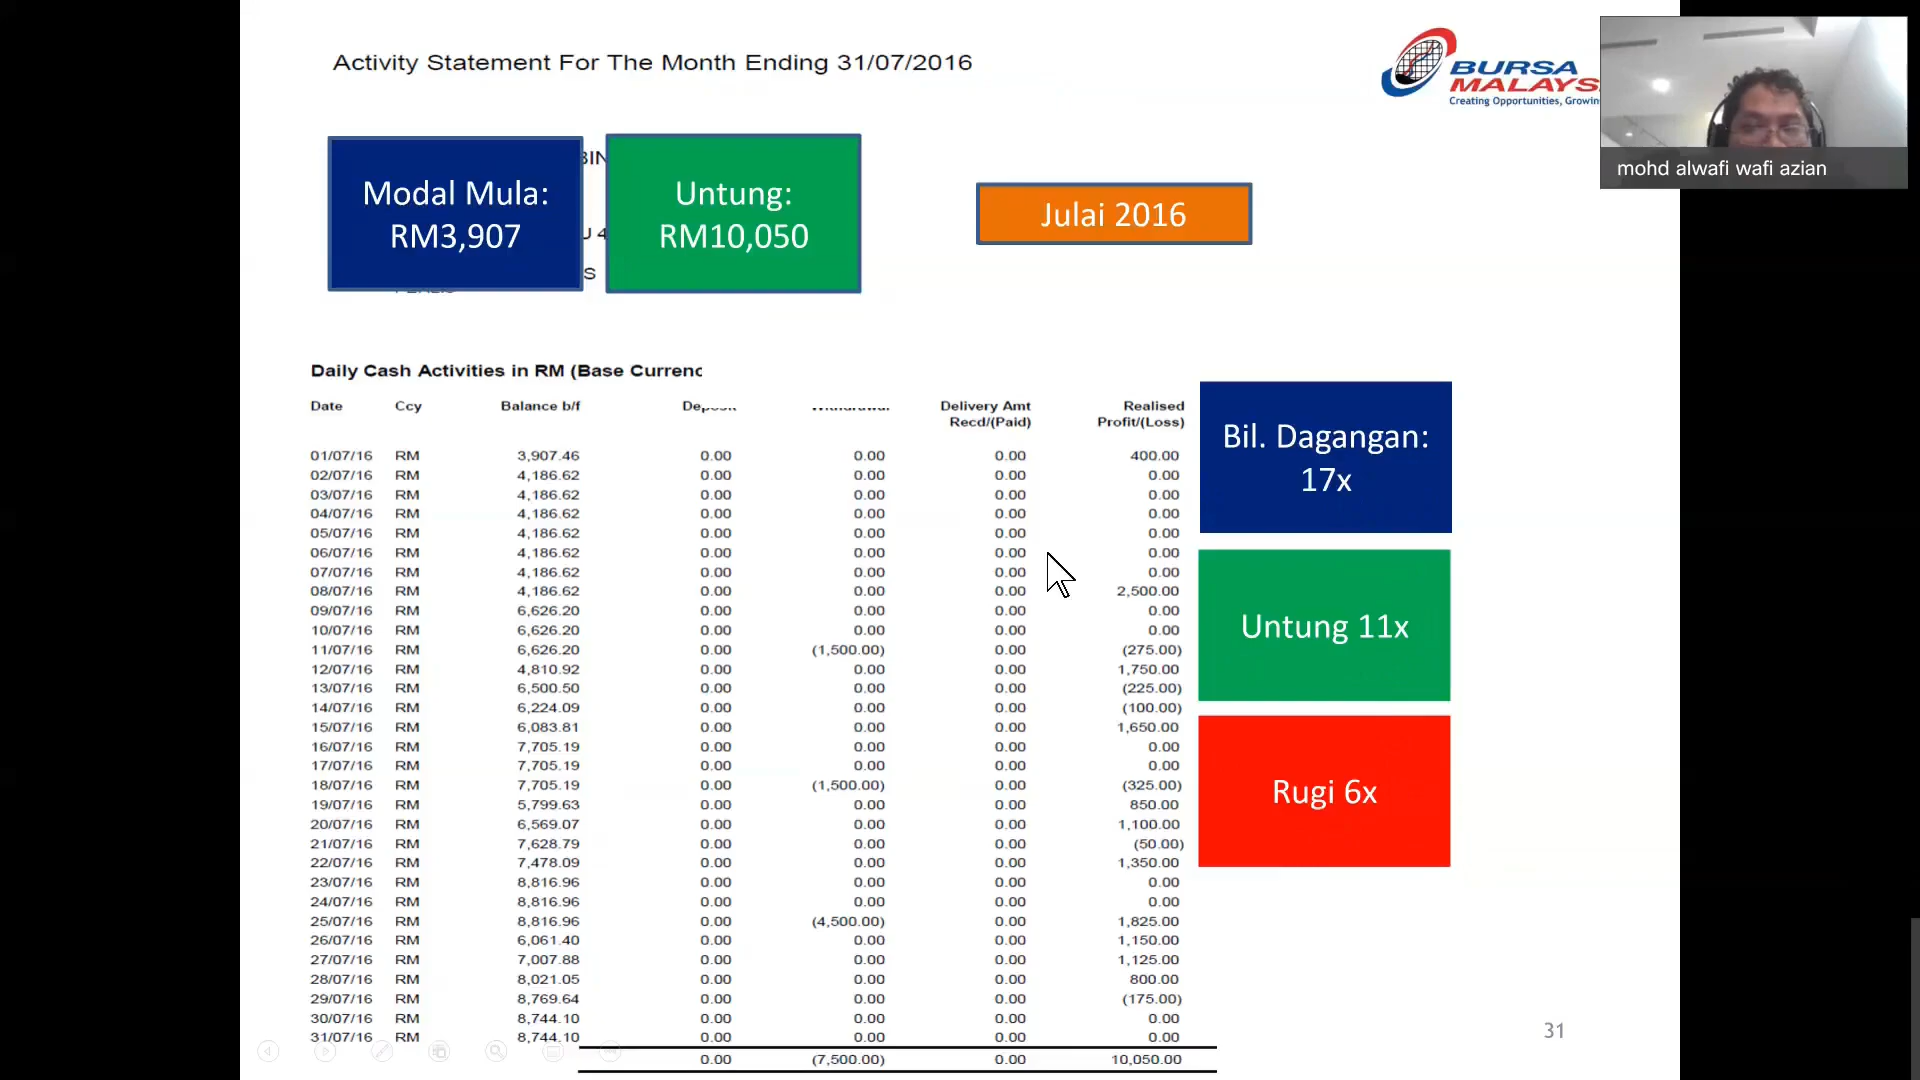 Activity Statement For The Month Ending 31/07/2016
BURSA
MALAYS
Creating Opportunities, Growin
mohd alwafi wafi azian
BIN
Modal Mula:
RM3,907
Untung:
RM10,050
Julai 2016
U 4
S
Daily Cash Activities in RM (Base Currenc
Date Ccy Balance b/f Deposit Withdrawal Delivery Amt Realised
Recd/(Paid) Profit/(Loss)
01/07/16 RM 3,907.46 0.00 0.00 0.00 400.00
02/07/16 RM 4,186.62 0.00 0.00 0.00 0.00
03/07/16 RM 4,186.62 0.00 0.00 0.00 0.00
04/07/16 RM 4,186.62 0.00 0.00 0.00 0.00
05/07/16 RM 4,186.62 0.00 0.00 0.00 0.00
06/07/16 RM 4,186.62 0.00 0.00 0.00 0.00
07/07/16 RM 4,186.62 0.00 0.00 0.00 0.00
08/07/16 RM 4,186.62 0.00 0.00 0.00 2,500.00
09/07/16 RM 6,626.20 0.00 0.00 0.00 0.00
10/07/16 RM 6,626.20 0.00 0.00 0.00 0.00
11/07/16 RM 6,626.20 0.00 (1,500.00) 0.00 (275.00)
12/07/16 RM 4,810.92 0.00 0.00 0.00 1,750.00
13/07/16 RM 6,500.50 0.00 0.00 0.00 (225.00)
14/07/16 RM 6,224.09 0.00 0.00 0.00 (100.00)
15/07/16 RM 6,083.81 0.00 0.00 0.00 1,650.00
16/07/16 RM 7,705.19 0.00 0.00 0.00 0.00
17/07/16 RM 7,705.19 0.00 0.00 0.00 0.00
18/07/16 RM 7,705.19 0.00 (1,500.00) 0.00 (325.00)
19/07/16 RM 5,799.63 0.00 0.00 0.00 850.00
20/07/16 RM 6,569.07 0.00 0.00 0.00 1,100.00
21/07/16 RM 7,628.79 0.00 0.00 0.00 (50.00)
22/07/16 RM 7,478.09 0.00 0.00 0.00 1,350.00
23/07/16 RM 8,816.96 0.00 0.00 0.00 0.00
24/07/16 RM 8,816.96 0.00 0.00 0.00 0.00
25/07/16 RM 8,816.96 0.00 (4,500.00) 0.00 1,825.00
26/07/16 RM 6,061.40 0.00 0.00 0.00 1,150.00
27/07/16 RM 7,007.88 0.00 0.00 0.00 1,125.00
28/07/16 RM 8,021.05 0.00 0.00 0.00 800.00
29/07/16 RM 8,769.64 0.00 0.00 0.00 (175.00)
30/07/16 RM 8,744.10 0.00 0.00 0.00 0.00
31/07/16 RM 8,744.10 0.00 0.00 0.00 0.00
0.00 (7,500.00) 0.00 10,050.00
Bil. Dagangan:
17x
Untung 11x
Rugi 6x
31